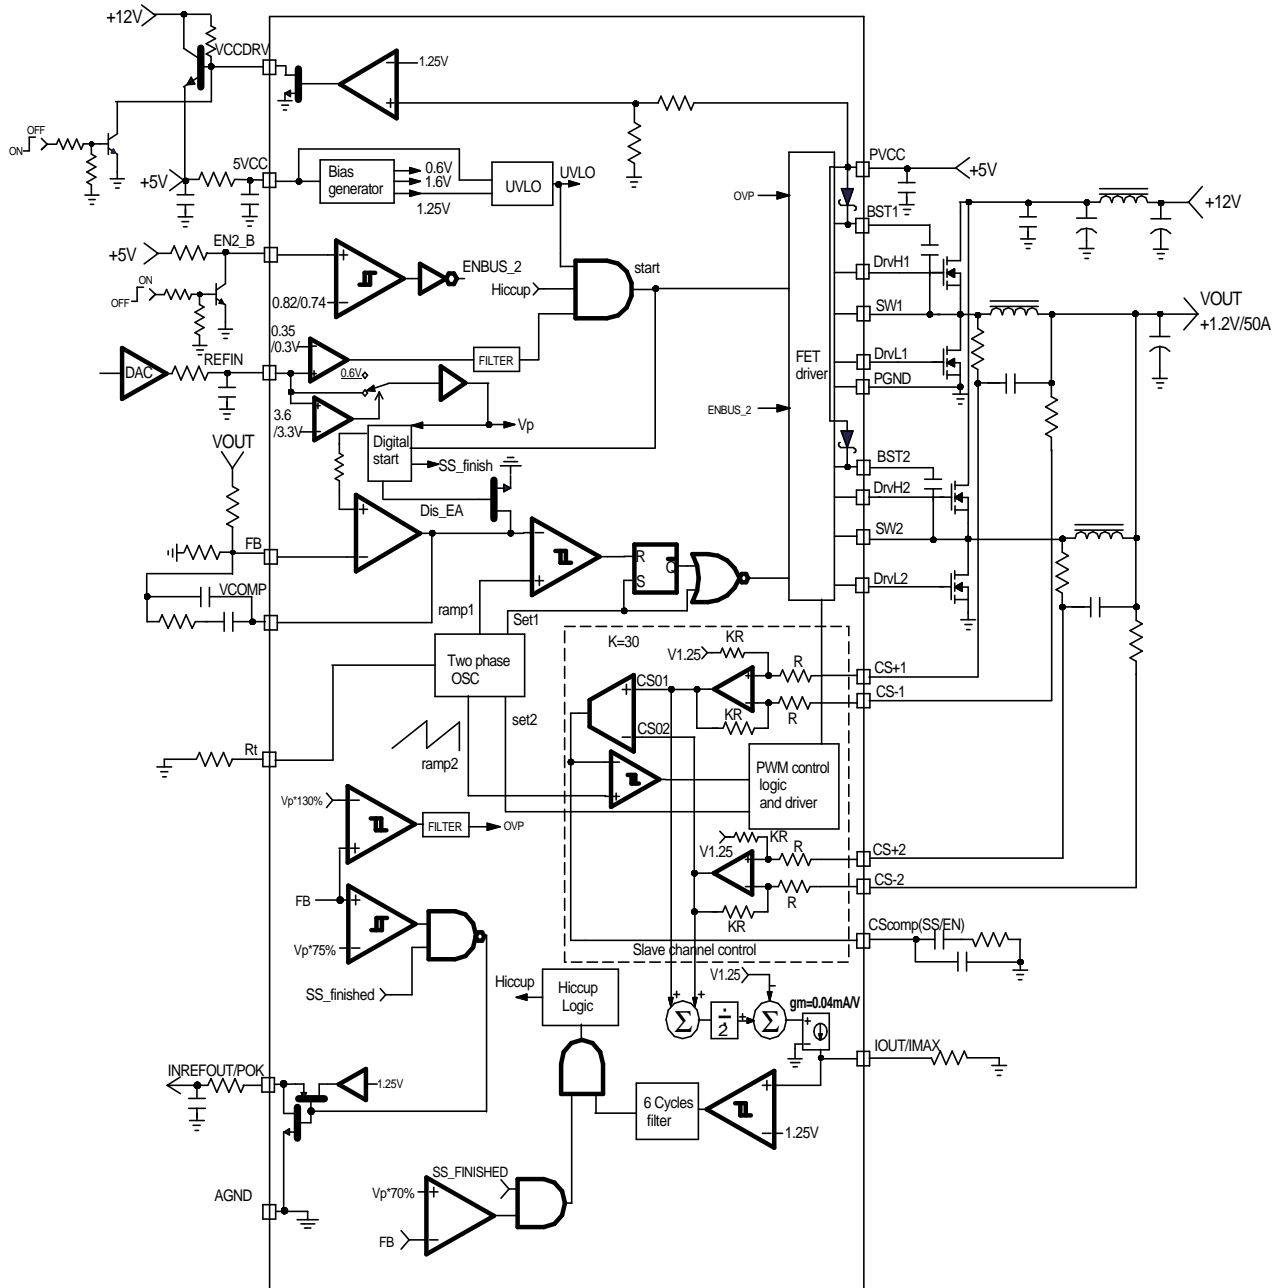 +12V
VCCDRV
1.25V
OFF
ON
5VCC
+5V
Bias
generator
0.6V
1.6V
1.25V
UVLO
UVLO
PVCC
+5V
OVP
BST1
+12V
EN2_B
+5V
ON
OFF
0.82/0.74
ENBUS_2
Hiccup
start
DrvH1
SW1
VOUT
+1.2V/50A
0.35
/0.3V
FILTER
FET
driver
DrvL1
PGND
REFIN
DAC
0.6V
3.6
/3.3V
Vp
ENBUS_2
VOUT
Digital
start
SS_finish
BST2
DrvH2
Dis_EA
SW2
FB
R
S
Q
DrvL2
VCOMP
ramp1
Set1
K=30
KR
V1.25
R
CS+1
Two phase
OSC
CS01
CS-1
KR
R
set2
CS02
Rt
ramp2
PWM control
logic
and driver
Vp*130%
FILTER
OVP
KR
V1.25
R
CS+2
CS-2
R
KR
FB
Vp*75%
CScomp(SS/EN)
Slave channel control
SS_finished
Hiccup
Hiccup
Logic
V1.25
gm=0.04mA/V
Σ
÷
2
Σ
IOUT/IMAX
INREFOUT/POK
1.25V
6 Cycles
filter
1.25V
SS_FINISHED
AGND
Vp*70%
FB